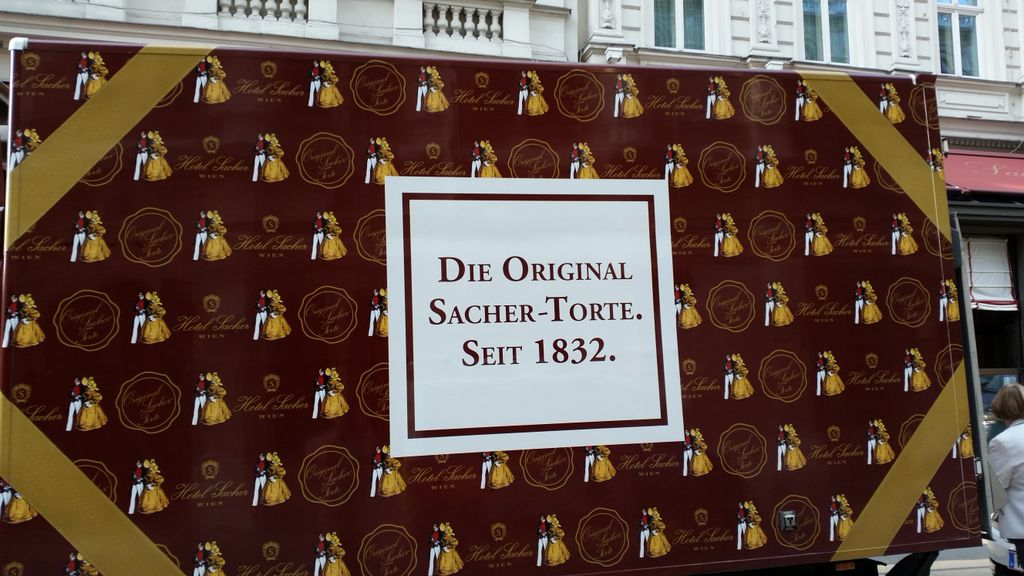 Die Original
Sacher-Torte.
Seit 1832.
Hotel Sacher
WIEN
Original
Sacher
Torte